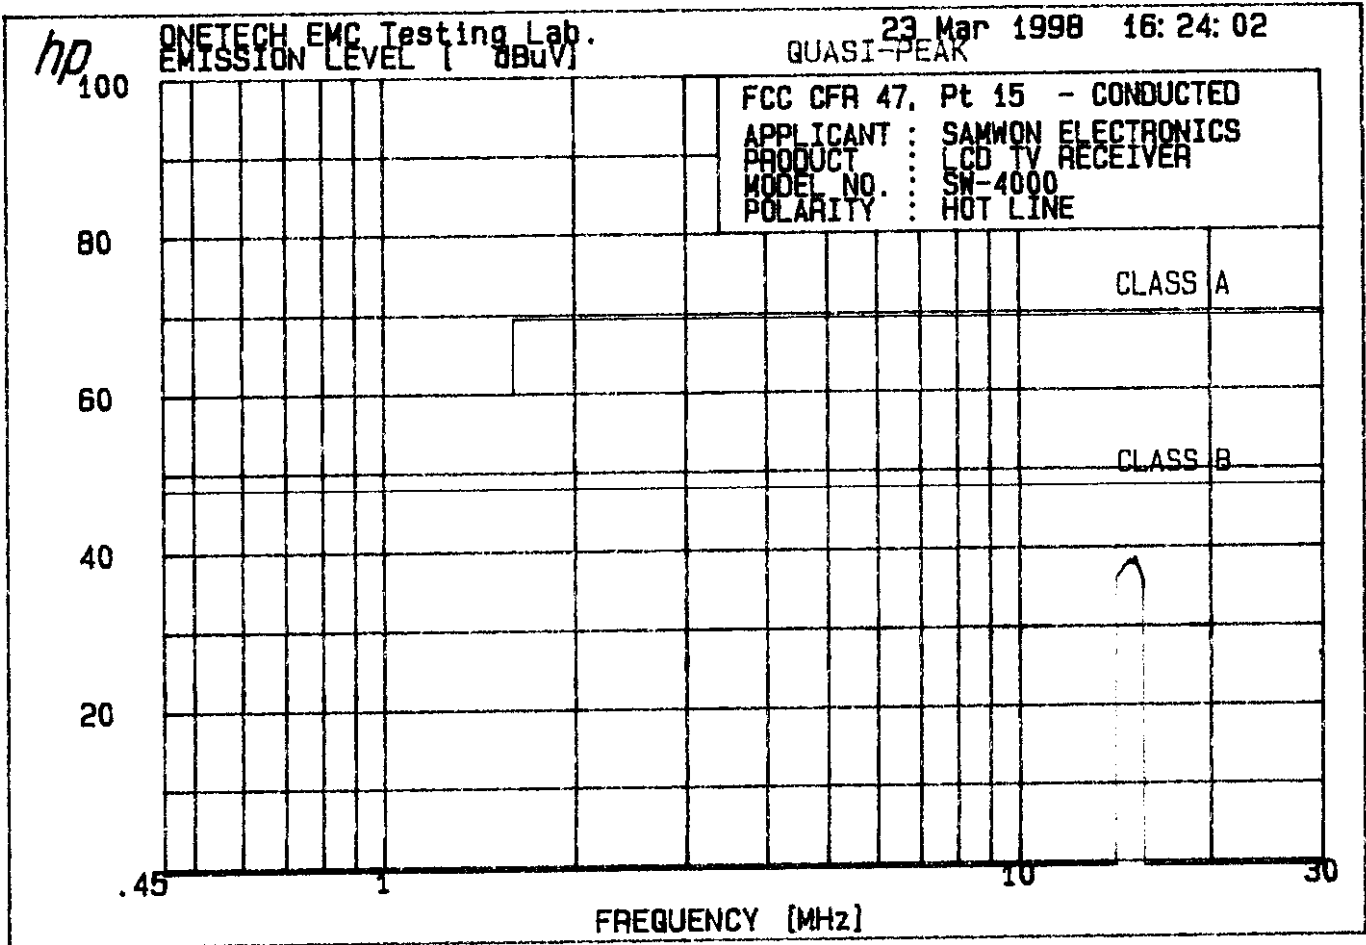 hp
ONETECH EMC Testing Lab. 23 Mar 1998 16:24:02
EMISSION LEVEL [ dBuV] QUASI-PEAK
FCC CFR 47, Pt 15 - CONDUCTED
APPLICANT : SAMWON ELECTRONICS
PRODUCT : LCD TV RECEIVER
MODEL NO. : SW-4000
POLARITY : HOT LINE
100
80
CLASS A
60
CLASS B
40
20
.45 1 10 30
FREQUENCY [MHz]